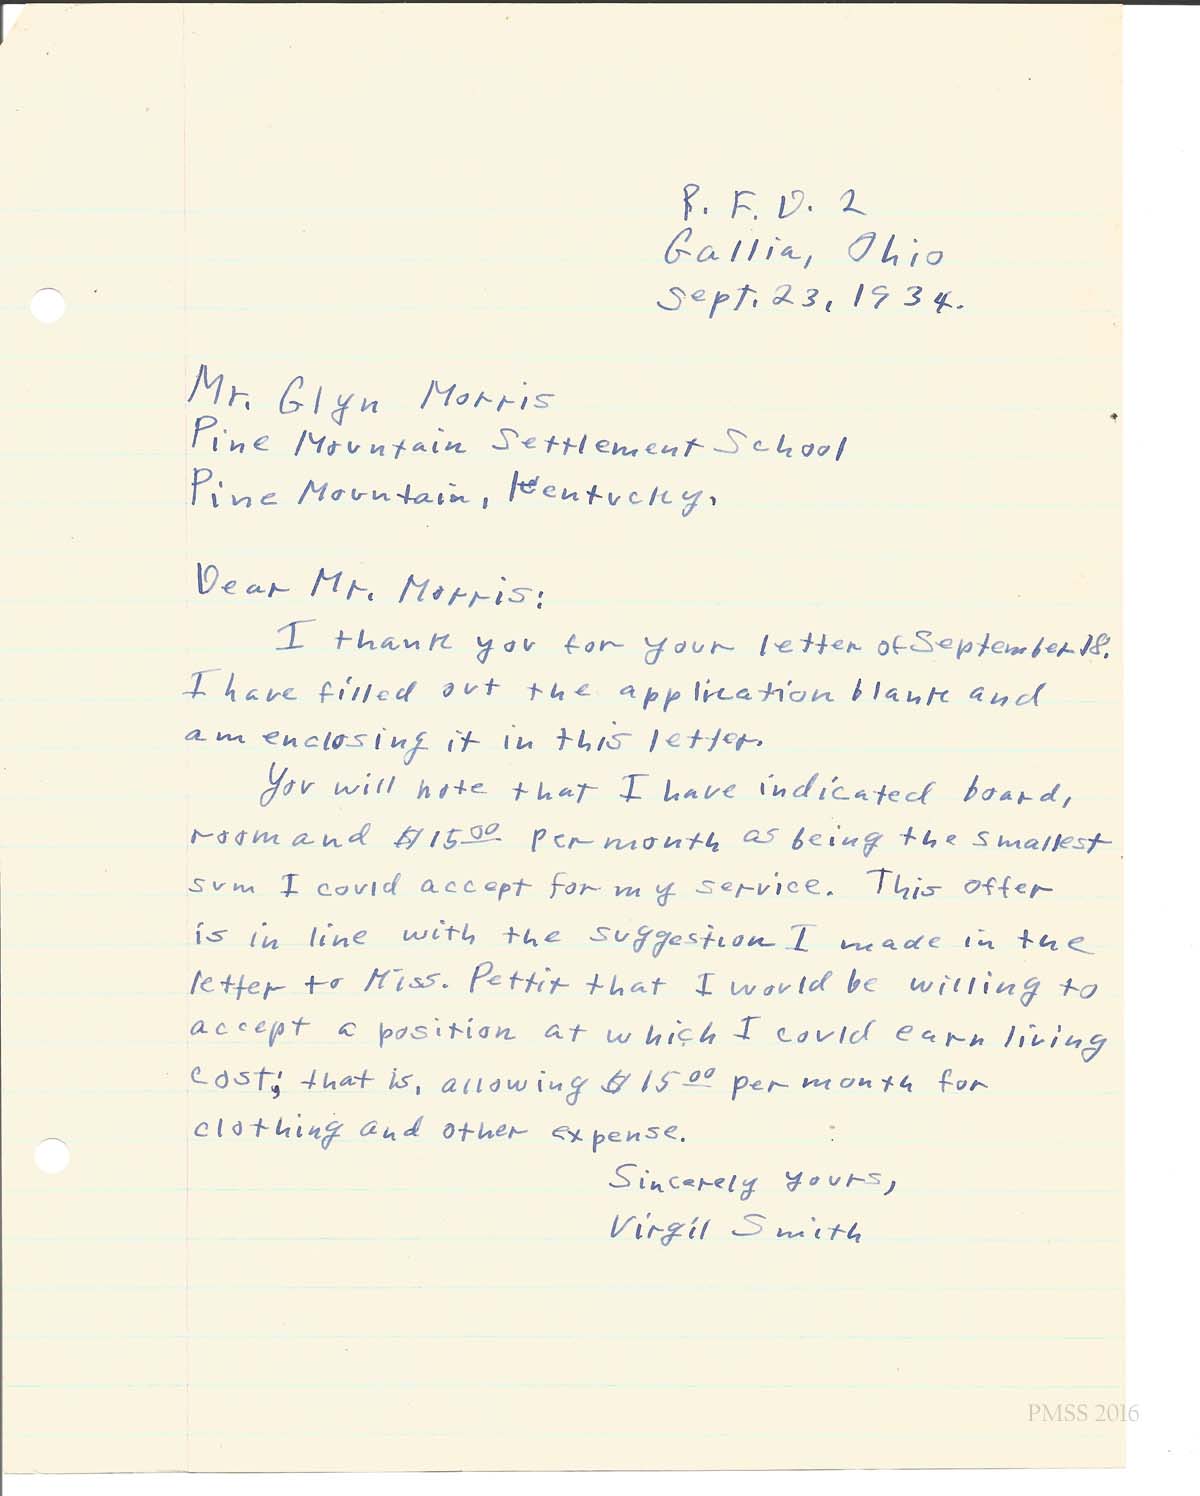 R. F. D. 2
Gallia, Ohio
Sept. 23, 1934.
Mr. Glyn Morris
Pine Mountain Settlement School
Pine Mountain, Kentucky.
Dear Mr. Morris:
I thank you for your letter of September 18.
I have filled out the application blank and
am enclosing it in this letter.
You will note that I have indicated board,
room and $15.00 per month as being the smallest
sum I could accept for my service. This offer
is in line with the suggestion I made in the
letter to Miss. Pettit that I would be willing to
accept a position at which I could earn living
cost; that is, allowing $15.00 per month for
clothing and other expense.
Sincerely yours,
Virgil Smith
PMSS 2016